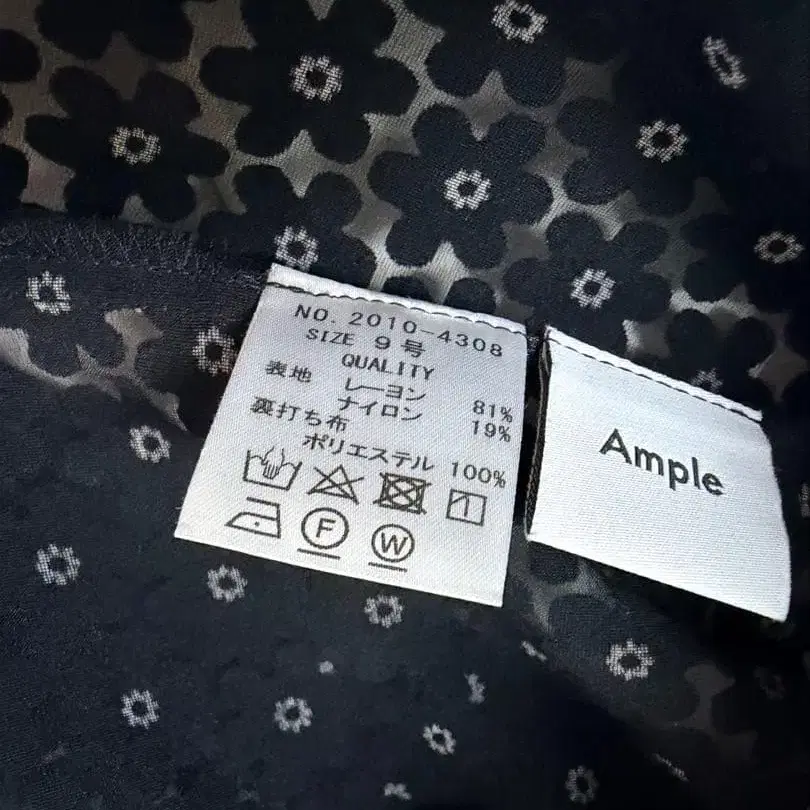 NO. 2010-4308
SIZE 9号
QUALITY
表地 レーヨン 81%
ナイロン 19%
裏打ち布
ポリエステル 100%
F
W
Ample